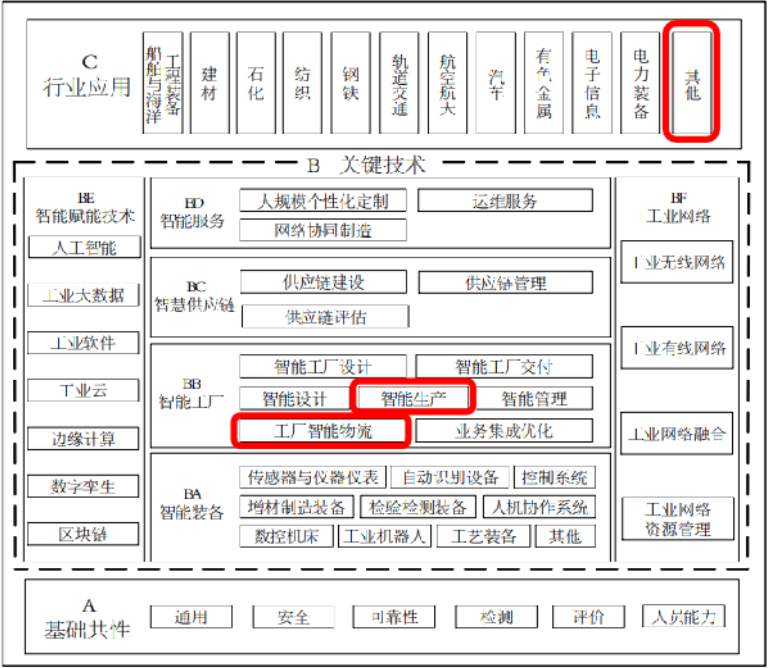 C
行业应用
船舶与海洋
工程装备
建材
石化
纺织
钢铁
轨道交通
航空航天
汽车
有色金属
电子信息
电力装备
其他
B 关键技术
BE
智能赋能技术
人工智能
工业大数据
工业软件
工业云
边缘计算
数字孪生
区块链
BD
智能服务
大规模个性化定制
运维服务
网络协同制造
BC
智慧供应链
供应链建设
供应链管理
供应链评估
BB
智能工厂
智能工厂设计
智能工厂交付
智能设计
智能生产
智能管理
工厂智能物流
业务集成优化
BA
智能装备
传感器与仪器仪表
自动识别设备
控制系统
增材制造装备
检验检测装备
人机协作系统
数控机床
工业机器人
工艺装备
其他
BF
工业网络
工业无线网络
工业有线网络
工业网络融合
工业网络
资源管理
A
基础共性
通用
安全
可靠性
检测
评价
人员能力